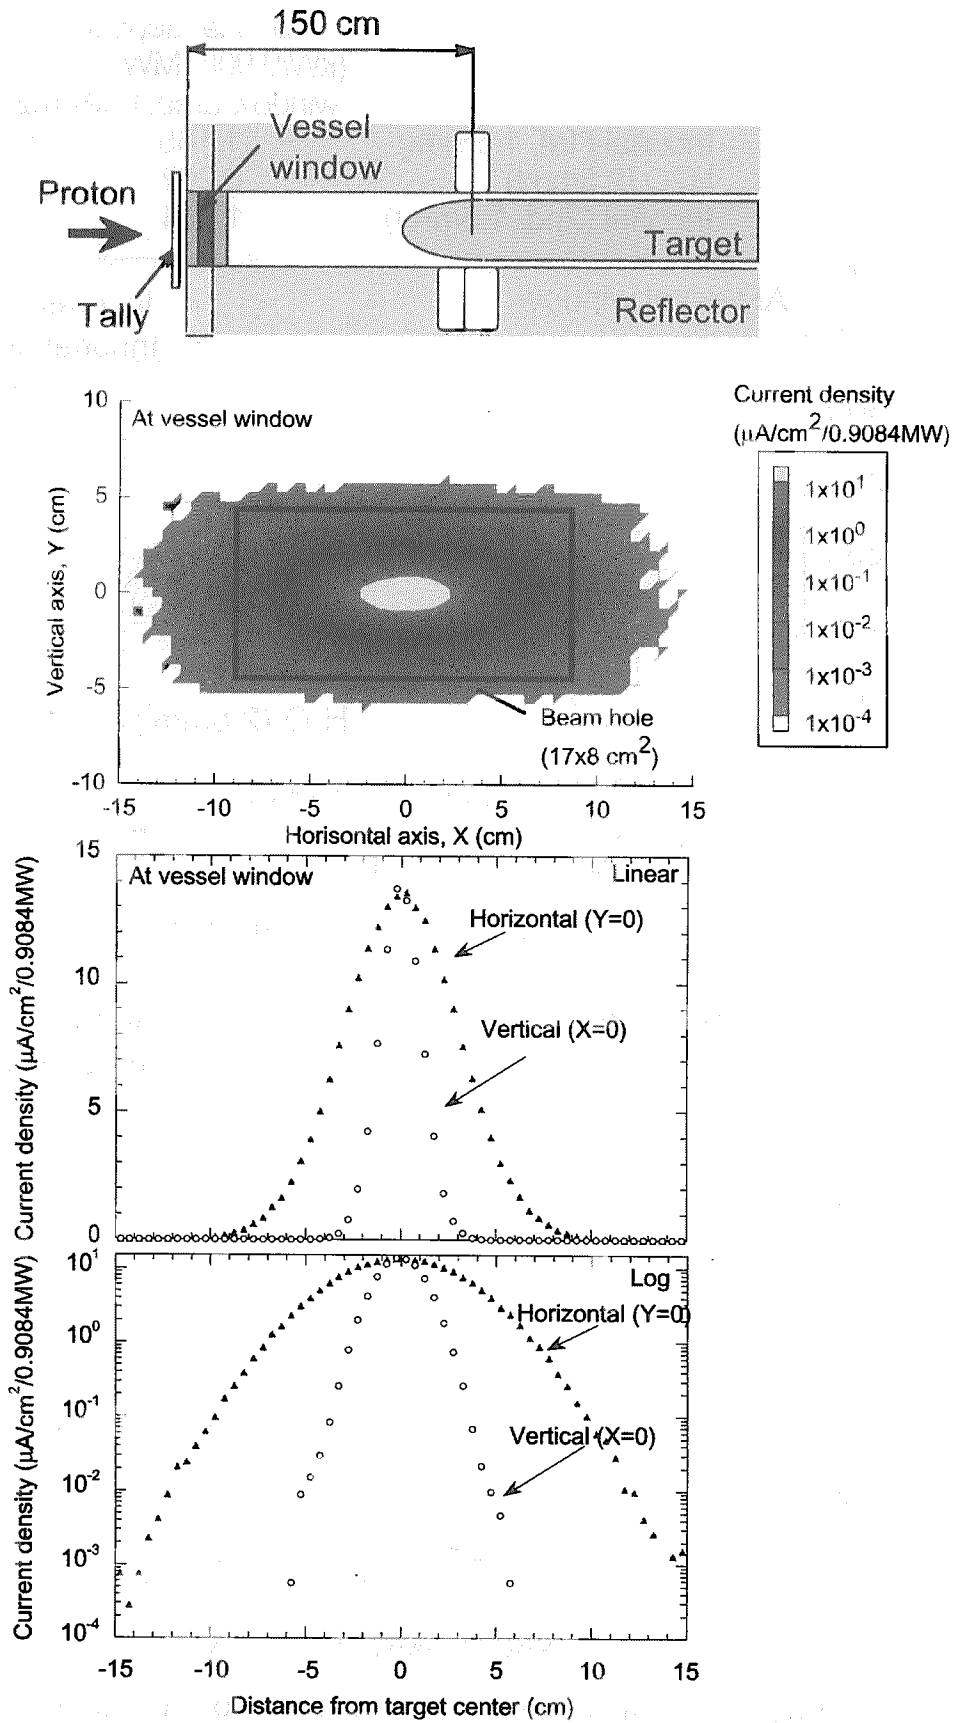 150 cm
Vessel
window
Proton
Target
Tally
Reflector
Current density
(μA/cm²/0.9084MW)
10
At vessel window
5
0
-5
-10
Vertical axis, Y (cm)
Beam hole
(17x8 cm²)
1x10¹
1x10⁰
1x10⁻¹
1x10⁻²
1x10⁻³
1x10⁻⁴
-15 -10 -5 0 5 10 15
Horisontal axis, X (cm)
15
10
5
0
Current density (μA/cm²/0.9084MW)
At vessel window
Linear
Horizontal (Y=0)
Vertical (X=0)
10¹
10⁰
10⁻¹
10⁻²
10⁻³
10⁻⁴
Current density (μA/cm²/0.9084MW)
Log
Horizontal (Y=0)
Vertical (X=0)
-15 -10 -5 0 5 10 15
Distance from target center (cm)